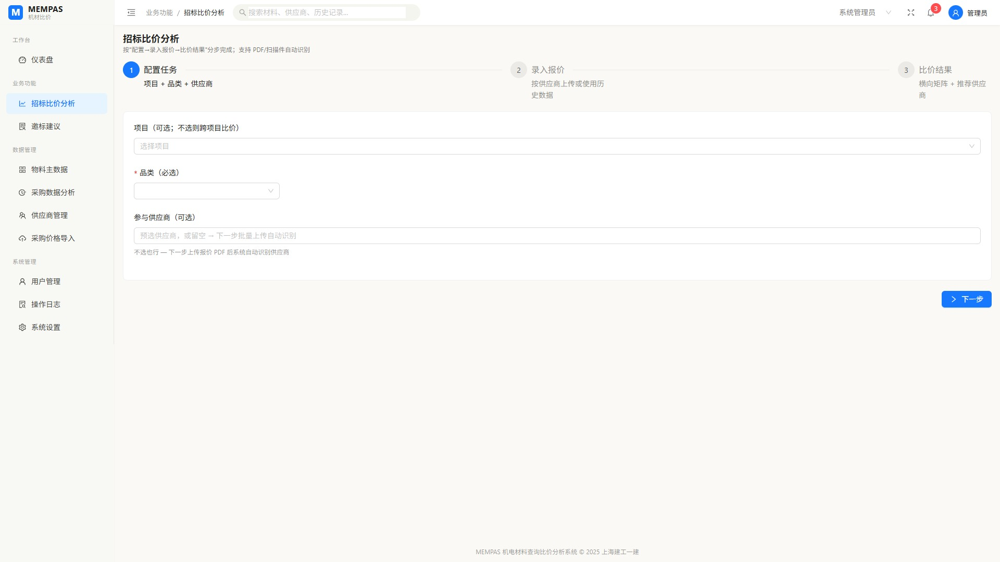 M MEMPAS
机材比价
业务功能 / 招标比价分析
搜索材料、供应商、历史记录...
系统管理员
3
管理员
工作台
仪表盘
业务功能
招标比价分析
邀标建议
数据管理
物料主数据
采购数据分析
供应商管理
采购价格导入
系统管理
用户管理
操作日志
系统设置
招标比价分析
按"配置→录入报价→比价结果"分步完成；支持 PDF/扫描件自动识别
1 配置任务
项目 + 品类 + 供应商
2 录入报价
按供应商上传或使用历
史数据
3 比价结果
横向矩阵 + 推荐供应
商
项目（可选；不选则跨项目比价）
选择项目
* 品类（必选）
参与供应商（可选）
预选供应商，或留空 → 下一步批量上传自动识别
不选也行 — 下一步上传报价 PDF 后系统自动识别供应商
下一步
MEMPAS 机电材料查询比价分析系统 © 2025 上海建工一建